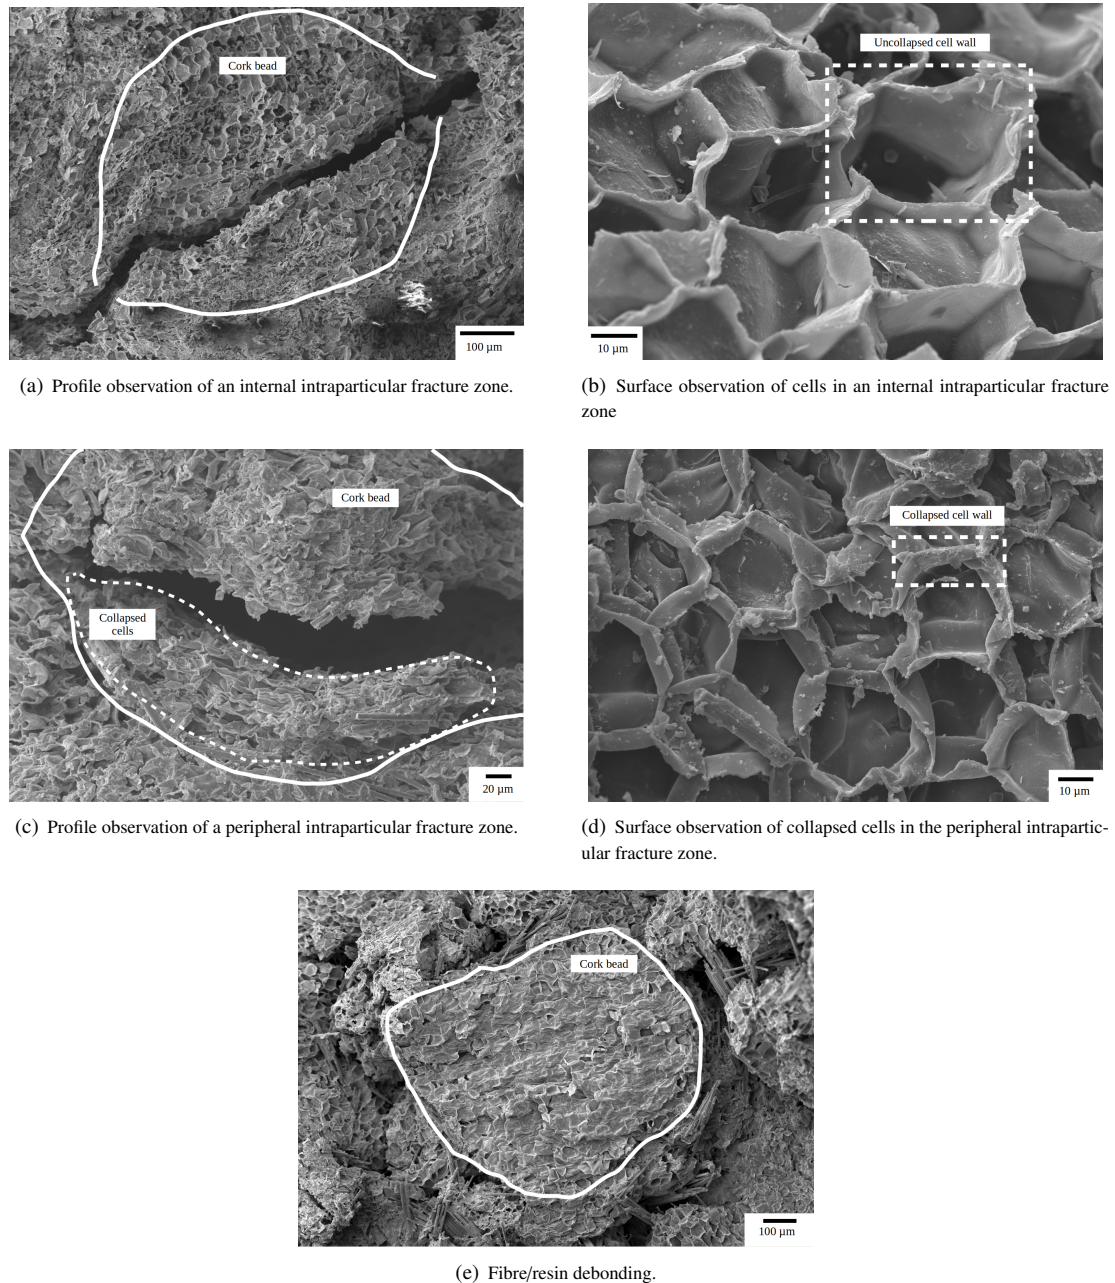 Cork bead
100 µm
Uncollapsed cell wall
10 µm
(a) Profile observation of an internal intraparticular fracture zone.
(b) Surface observation of cells in an internal intraparticular fracture
zone
Cork bead
Collapsed
cells
20 µm
Collapsed cell wall
10 µm
(c) Profile observation of a peripheral intraparticular fracture zone.
(d) Surface observation of collapsed cells in the peripheral intrapartic-
ular fracture zone.
Cork bead
100 µm
(e) Fibre/resin debonding.